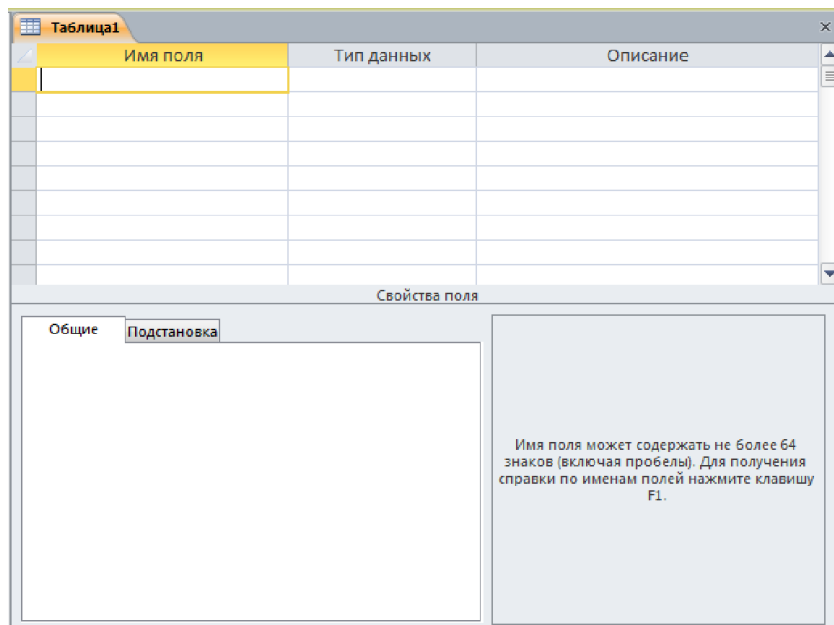 Таблица1
Имя поля Тип данных Описание
Свойства поля
Общие Подстановка
Имя поля может содержать не более 64
знаков (включая пробелы). Для получения
справки по именам полей нажмите клавишу
F1.